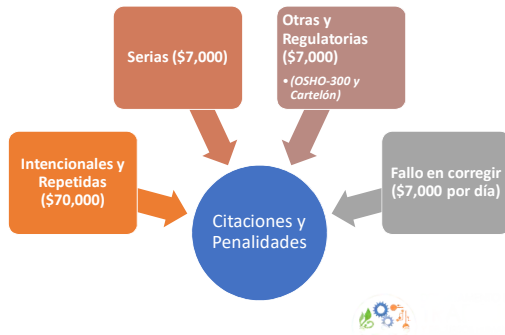 Intencionales y
Repetidas
($70,000)
Serias ($7,000)
Otras y
Regulatorias
($7,000)
• (OSHO-300 y
Cartelón)
Fallo en corregir
($7,000 por día)
Citaciones y
Penalidades